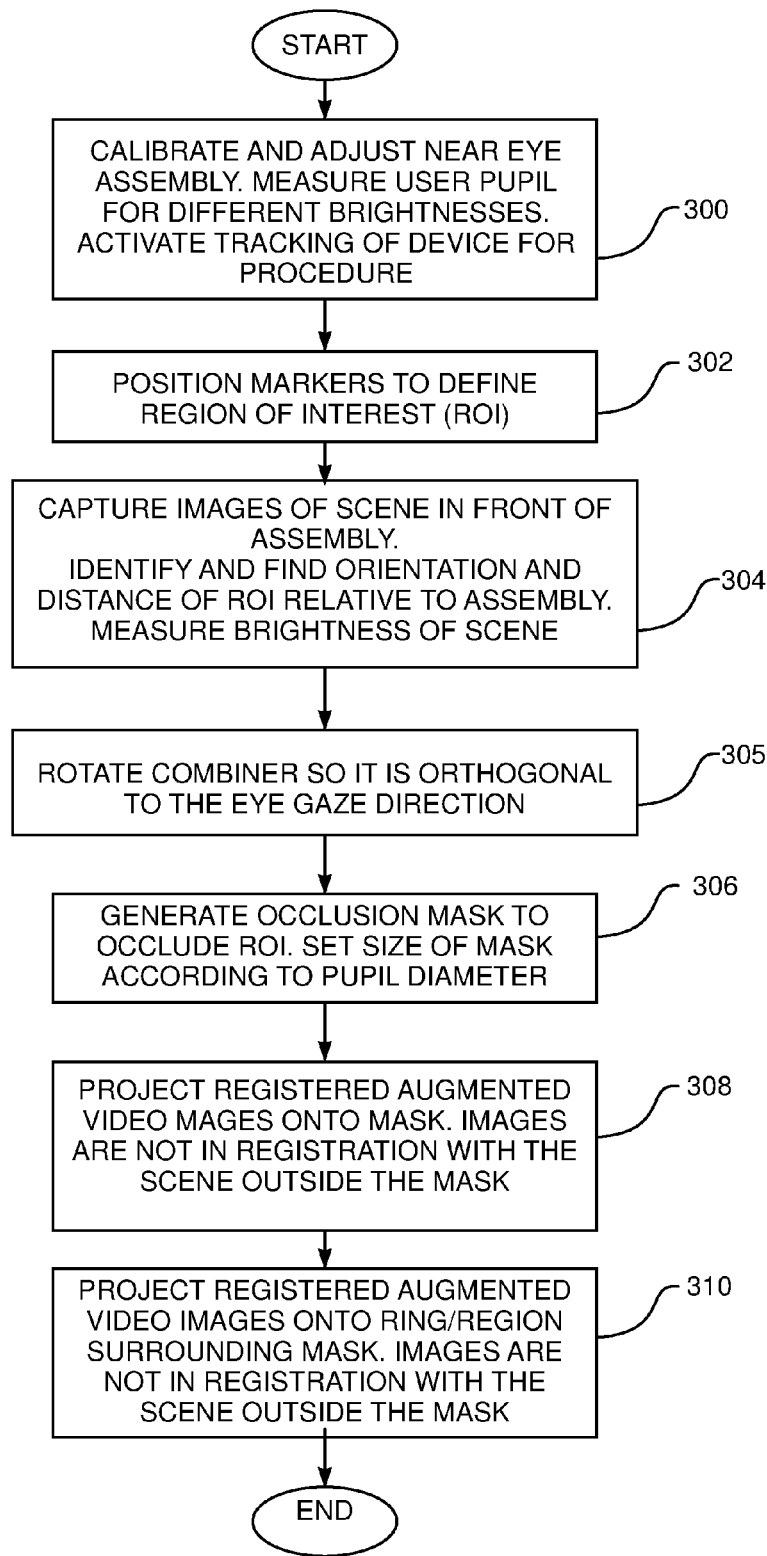 START
CALIBRATE AND ADJUST NEAR EYE
ASSEMBLY. MEASURE USER PUPIL
FOR DIFFERENT BRIGHTNESSES.
ACTIVATE TRACKING OF DEVICE FOR
PROCEDURE
300
POSITION MARKERS TO DEFINE
REGION OF INTEREST (ROI)
302
CAPTURE IMAGES OF SCENE IN FRONT OF
ASSEMBLY.
IDENTIFY AND FIND ORIENTATION AND
DISTANCE OF ROI RELATIVE TO ASSEMBLY.
MEASURE BRIGHTNESS OF SCENE
304
ROTATE COMBINER SO IT IS ORTHOGONAL
TO THE EYE GAZE DIRECTION
305
GENERATE OCCLUSION MASK TO
OCCLUDE ROI. SET SIZE OF MASK
ACCORDING TO PUPIL DIAMETER
306
PROJECT REGISTERED AUGMENTED
VIDEO MAGES ONTO MASK. IMAGES
ARE NOT IN REGISTRATION WITH THE
SCENE OUTSIDE THE MASK
308
PROJECT REGISTERED AUGMENTED
VIDEO IMAGES ONTO RING/REGION
SURROUNDING MASK. IMAGES ARE
NOT IN REGISTRATION WITH THE
SCENE OUTSIDE THE MASK
310
END